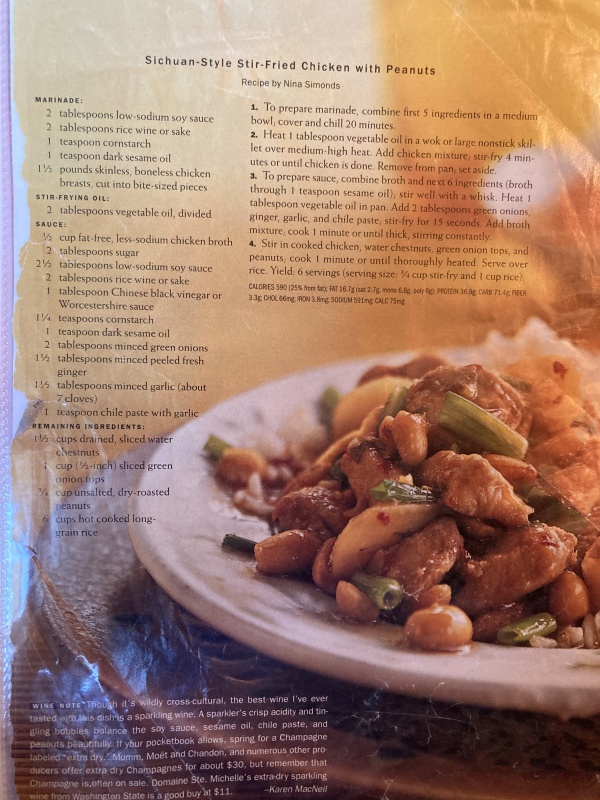 Sichuan-Style Stir-Fried Chicken with Peanuts
Recipe by Nina Simonds
MARINADE:
2 tablespoons low-sodium soy sauce
2 tablespoons rice wine or sake
1 teaspoon cornstarch
1 teaspoon dark sesame oil
1½ pounds skinless, boneless chicken
breasts, cut into bite-sized pieces
STIR-FRYING OIL:
2 tablespoons vegetable oil, divided
SAUCE:
½ cup fat-free, less-sodium chicken broth
2 tablespoons sugar
2½ tablespoons low-sodium soy sauce
2 tablespoons rice wine or sake
1 tablespoon Chinese black vinegar or
Worcestershire sauce
1¼ teaspoons cornstarch
1 teaspoon dark sesame oil
2 tablespoons minced green onions
1½ tablespoons minced peeled fresh
ginger
1½ tablespoons minced garlic (about
7 cloves)
1 teaspoon chile paste with garlic
REMAINING INGREDIENTS:
1½ cups drained, sliced water
chestnuts
1 cup (½-inch) sliced green
onion tops
¾ cup unsalted, dry-roasted
peanuts
6 cups hot cooked long-
grain rice
1. To prepare marinade, combine first 5 ingredients in a medium
bowl; cover and chill 20 minutes.
2. Heat 1 tablespoon vegetable oil in a wok or large nonstick skil-
let over medium-high heat. Add chicken mixture; stir-fry 4 min-
utes or until chicken is done. Remove from pan; set aside.
3. To prepare sauce, combine broth and next 6 ingredients (broth
through 1 teaspoon sesame oil); stir well with a whisk. Heat 1
tablespoon vegetable oil in pan. Add 2 tablespoons green onions,
ginger, garlic, and chile paste, stir-fry for 15 seconds. Add broth
mixture; cook 1 minute or until thick, stirring constantly.
4. Stir in cooked chicken, water chestnuts, green onion tops, and
peanuts; cook 1 minute or until thoroughly heated. Serve over
rice. Yield: 6 servings (serving size: ¾ cup stir-fry and 1 cup rice).
CALORIES 590 (25% from fat); FAT 16.7g (sat 2.7g, mono 6.8g, poly 6g); PROTEIN 36.9g; CARB 71.4g; FIBER
3.3g; CHOL 66mg; IRON 3.8mg; SODIUM 591mg; CALC 75mg
WINE NOTE Though it's wildly cross-cultural, the best wine I've ever
tasted with this dish is a sparkling wine. A sparkler's crisp acidity and tin-
gling bubbles balance the soy sauce, sesame oil, chile paste, and
peanuts beautifully. If your pocketbook allows, spring for a Champagne
labeled "extra dry." Mumm, Moët and Chandon, and numerous other pro-
ducers offer extra dry Champagnes for about $30, but remember that
Champagne is often on sale. Domaine Ste. Michelle's extra-dry sparkling
wine from Washington State is a good buy at $11. –Karen MacNeil